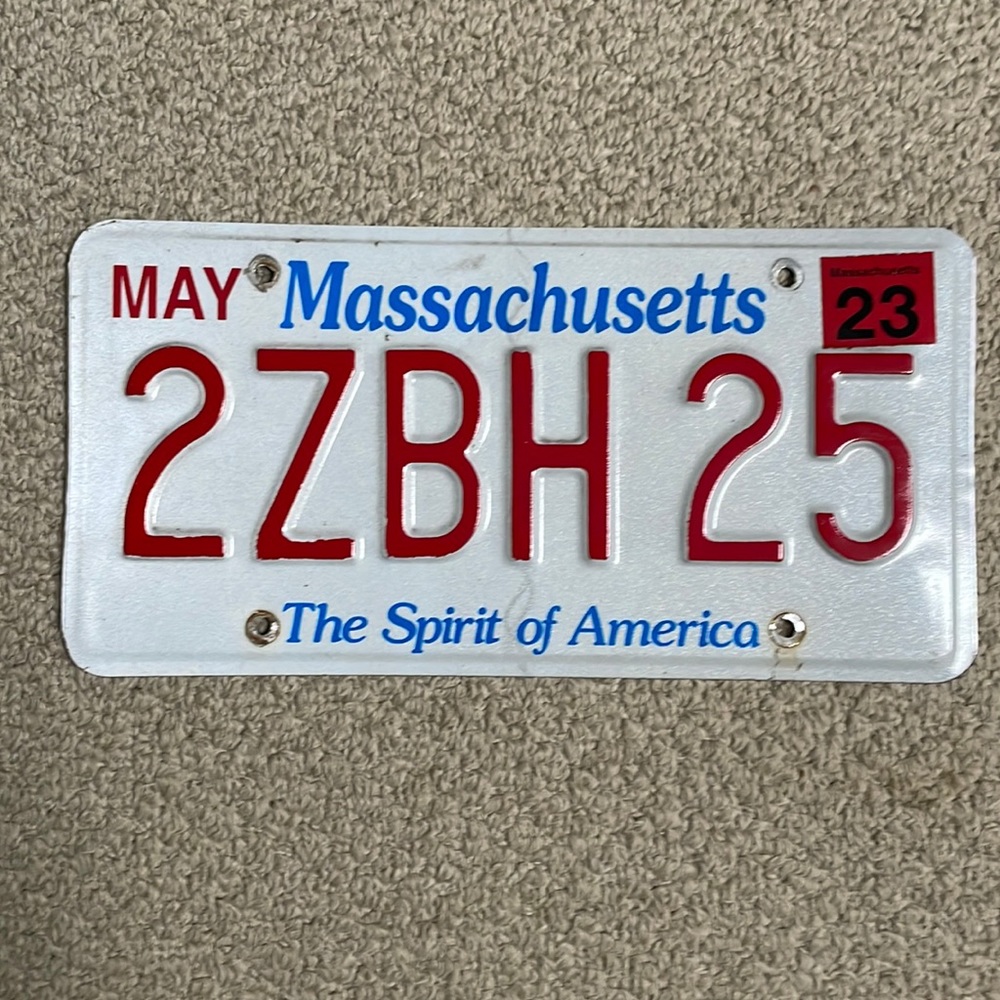 MAY Massachusetts
Massachusetts
23
2ZBH 25
The Spirit of America